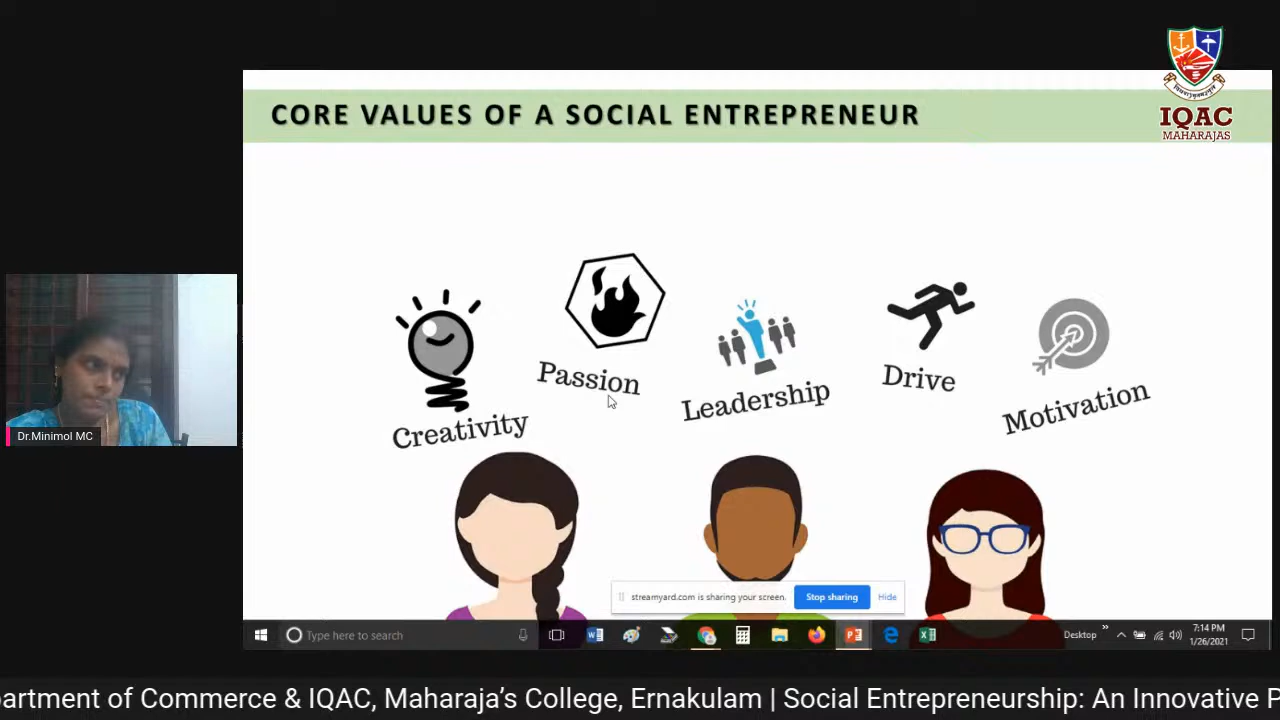 CORE VALUES OF A SOCIAL ENTREPRENEUR
IQAC
MAHARAJAS
Passion
Drive
Leadership
Motivation
Creativity
Dr.Minimol MC
streamyard.com is sharing your screen.
Stop sharing
Hide
Type here to search
Desktop
7:14 PM
1/26/2021
partment of Commerce & IQAC, Maharaja's College, Ernakulam | Social Entrepreneurship: An Innovative P